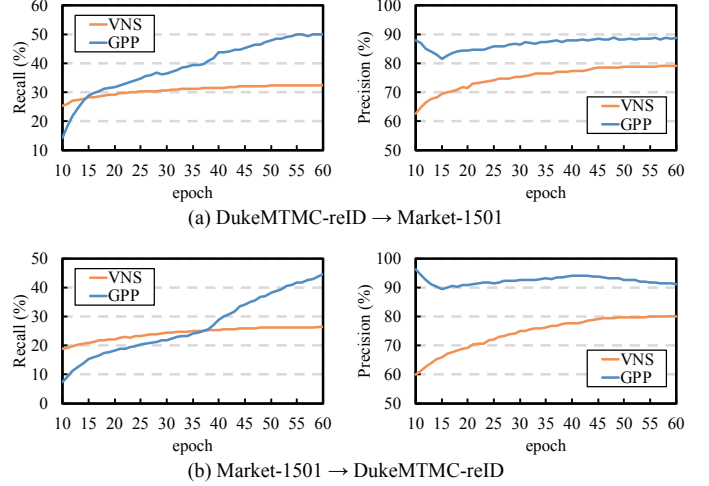 60
50
40
30
20
10
Recall (%)
VNS
GPP
10 15 20 25 30 35 40 45 50 55 60
epoch
100
90
80
70
60
50
Precision (%)
VNS
GPP
10 15 20 25 30 35 40 45 50 55 60
epoch
(a) DukeMTMC-reID → Market-1501
50
40
30
20
10
0
Recall (%)
VNS
GPP
10 15 20 25 30 35 40 45 50 55 60
epoch
100
90
80
70
60
50
Precision (%)
VNS
GPP
10 15 20 25 30 35 40 45 50 55 60
epoch
(b) Market-1501 → DukeMTMC-reID